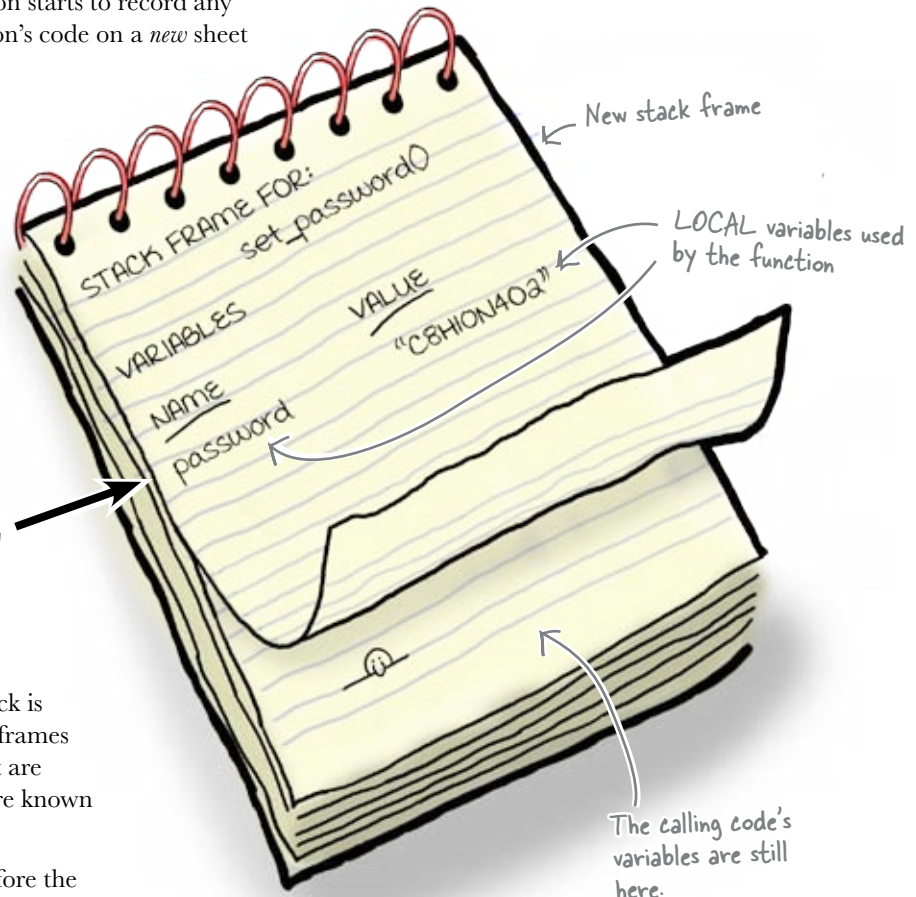 on starts to record any
on's code on a new sheet
New stack frame
STACK FRAME FOR:
set_password()
LOCAL variables used
by the function
VARIABLES
VALUE
NAME
"C8H10N4O2"
password
ck is
frames
t are
re known
The calling code's
variables are still
here.
fore the